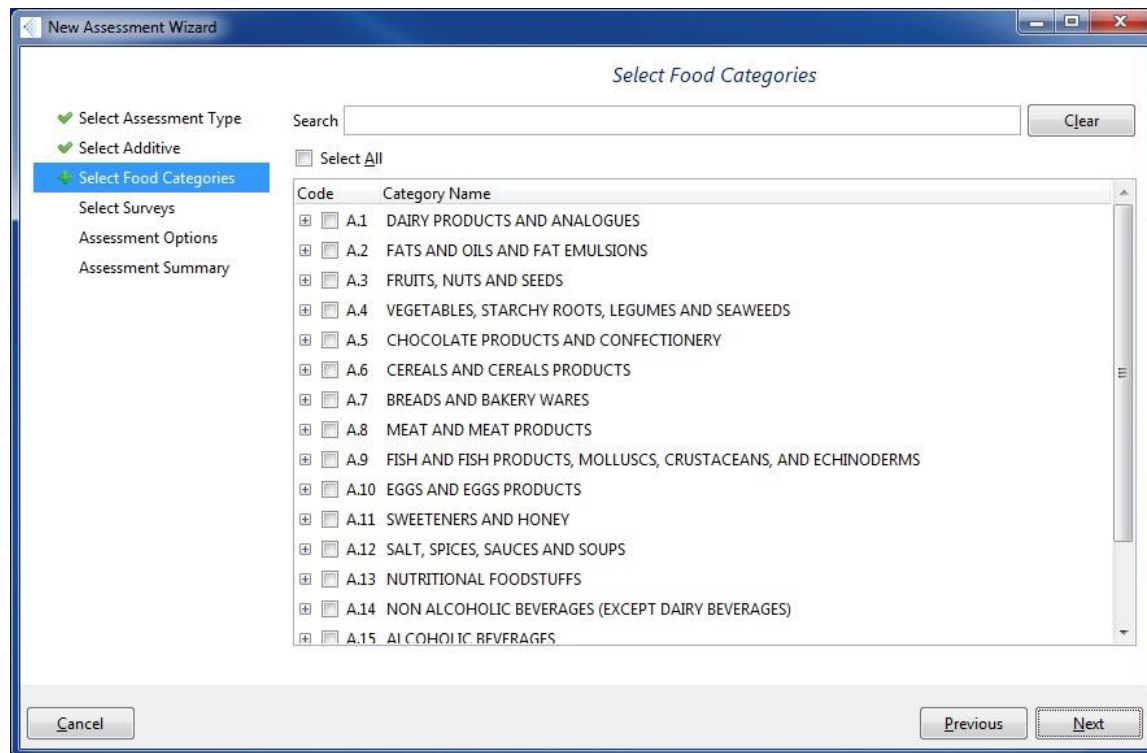 New Assessment Wizard
Select Food Categories
Select Assessment Type
Select Additive
Select Food Categories
Select Surveys
Assessment Options
Assessment Summary
Search
Clear
Select All
Code Category Name
A.1 DAIRY PRODUCTS AND ANALOGUES
A.2 FATS AND OILS AND FAT EMULSIONS
A.3 FRUITS, NUTS AND SEEDS
A.4 VEGETABLES, STARCHY ROOTS, LEGUMES AND SEAWEEDS
A.5 CHOCOLATE PRODUCTS AND CONFECTIONERY
A.6 CEREALS AND CEREALS PRODUCTS
A.7 BREADS AND BAKERY WARES
A.8 MEAT AND MEAT PRODUCTS
A.9 FISH AND FISH PRODUCTS, MOLLUSCS, CRUSTACEANS, AND ECHINODERMS
A.10 EGGS AND EGGS PRODUCTS
A.11 SWEETENERS AND HONEY
A.12 SALT, SPICES, SAUCES AND SOUPS
A.13 NUTRITIONAL FOODSTUFFS
A.14 NON ALCOHOLIC BEVERAGES (EXCEPT DAIRY BEVERAGES)
A.15 ALCOHOLIC BEVERAGES
Cancel
Previous
Next